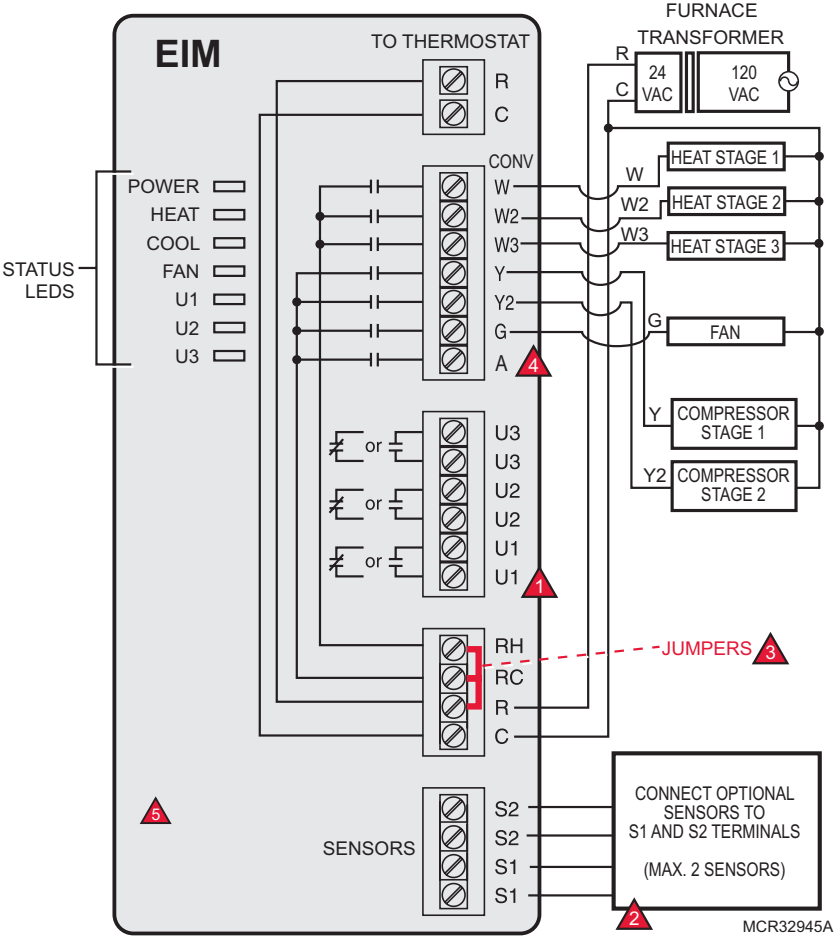 FURNACE
TRANSFORMER
EIM
TO THERMOSTAT
R
C
R
C
24
VAC
120
VAC
CONV
W
W2
W3
Y
Y2
G
A
4
STATUS
LEDS
POWER
HEAT
COOL
FAN
U1
U2
U3
W
HEAT STAGE 1
W2
HEAT STAGE 2
W3
HEAT STAGE 3
G
FAN
Y
COMPRESSOR
STAGE 1
Y2
COMPRESSOR
STAGE 2
or
or
or
U3
U3
U2
U2
U1
U1
1
RH
RC
R
C
JUMPERS
3
5
SENSORS
S2
S2
S1
S1
CONNECT OPTIONAL
SENSORS TO
S1 AND S2 TERMINALS
(MAX. 2 SENSORS)
2
MCR32945A